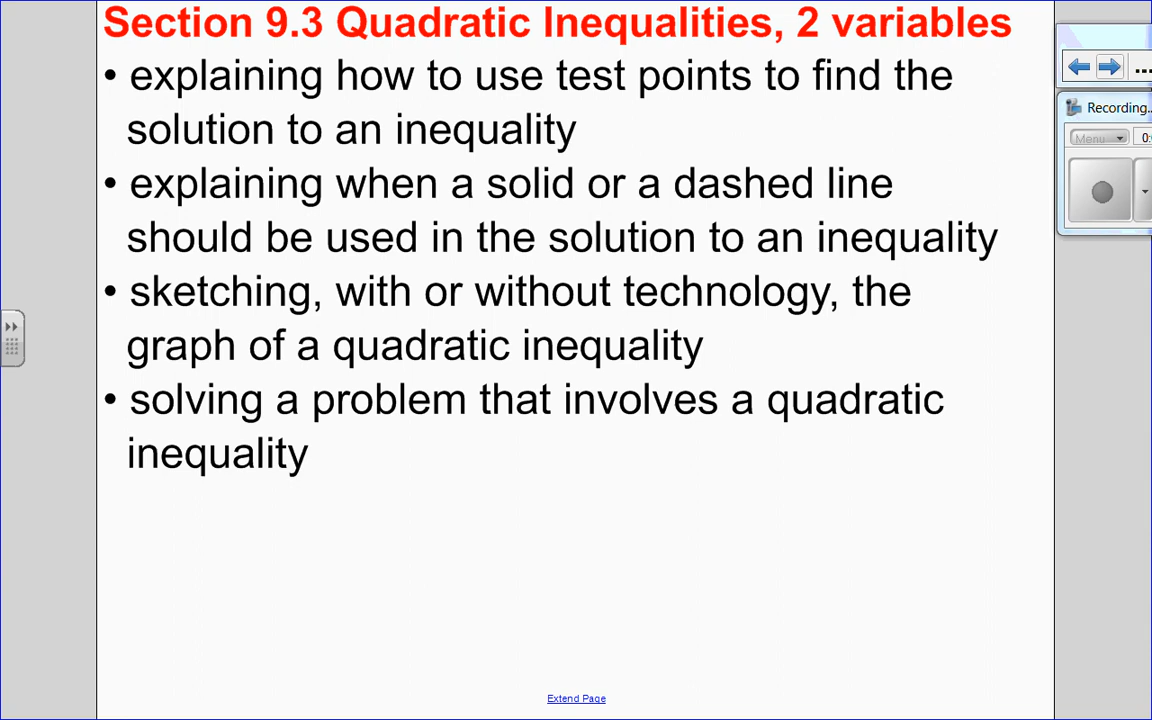 Section 9.3 Quadratic Inequalities, 2 variables
• explaining how to use test points to find the
solution to an inequality
• explaining when a solid or a dashed line
should be used in the solution to an inequality
• sketching, with or without technology, the
graph of a quadratic inequality
• solving a problem that involves a quadratic
inequality
Extend Page
...
Recording...
Menu